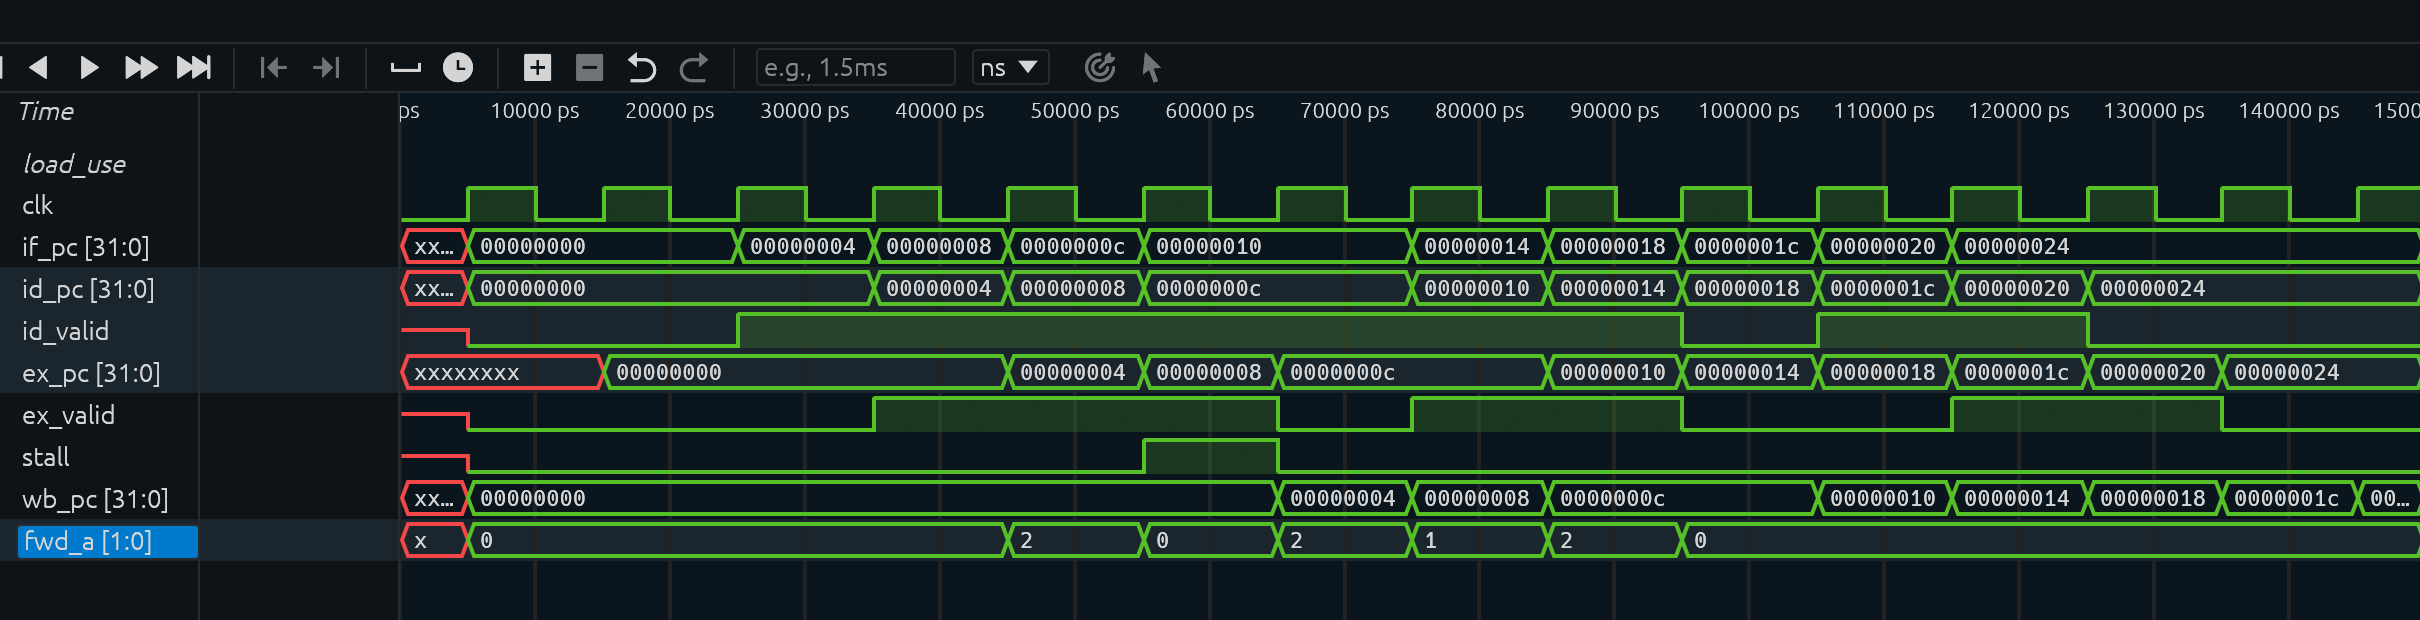 e.g., 1.5ms ns
Time ps 10000 ps 20000 ps 30000 ps 40000 ps 50000 ps 60000 ps 70000 ps 80000 ps 90000 ps 100000 ps 110000 ps 120000 ps 130000 ps 140000 ps 1500
load_use
clk
if_pc [31:0] xx… 00000000 00000004 00000008 0000000c 00000010 00000014 00000018 0000001c 00000020 00000024
id_pc [31:0] xx… 00000000 00000004 00000008 0000000c 00000010 00000014 00000018 0000001c 00000020 00000024
id_valid
ex_pc [31:0] xxxxxxxx 00000000 00000004 00000008 0000000c 00000010 00000014 00000018 0000001c 00000020 00000024
ex_valid
stall
wb_pc [31:0] xx… 00000000 00000004 00000008 0000000c 00000010 00000014 00000018 0000001c 00…
fwd_a [1:0] x 0 2 0 2 1 2 0